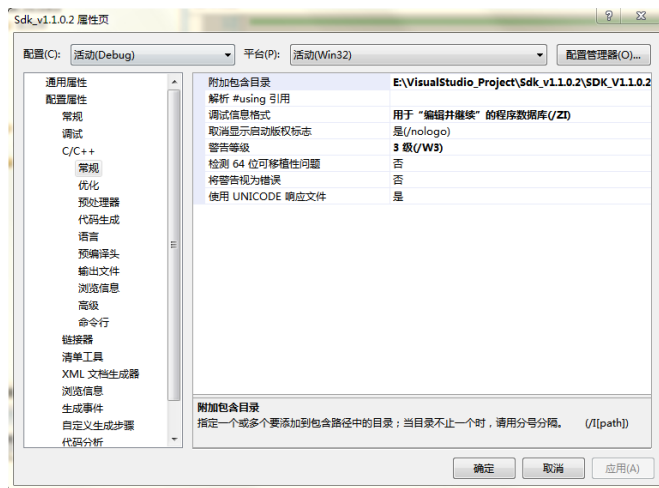 Sdk_v1.1.0.2 属性页
配置(C): 活动(Debug) 平台(P): 活动(Win32) 配置管理器(O)...
通用属性
配置属性
常规
调试
C/C++
常规
优化
预处理器
代码生成
语言
预编译头
输出文件
浏览信息
高级
命令行
链接器
清单工具
XML 文档生成器
浏览信息
生成事件
自定义生成步骤
代码分析
附加包含目录 E:\VisualStudio_Project\Sdk_v1.1.0.2\SDK_V1.1.0.2
解析 #using 引用
调试信息格式 用于“编辑并继续”的程序数据库(/ZI)
取消显示启动版权标志 是(/nologo)
警告等级 3 级(/W3)
检测 64 位可移植性问题 否
将警告视为错误 否
使用 UNICODE 响应文件 是
附加包含目录
指定一个或多个要添加到包含路径中的目录；当目录不止一个时，请用分号分隔。 (/I[path])
确定 取消 应用(A)